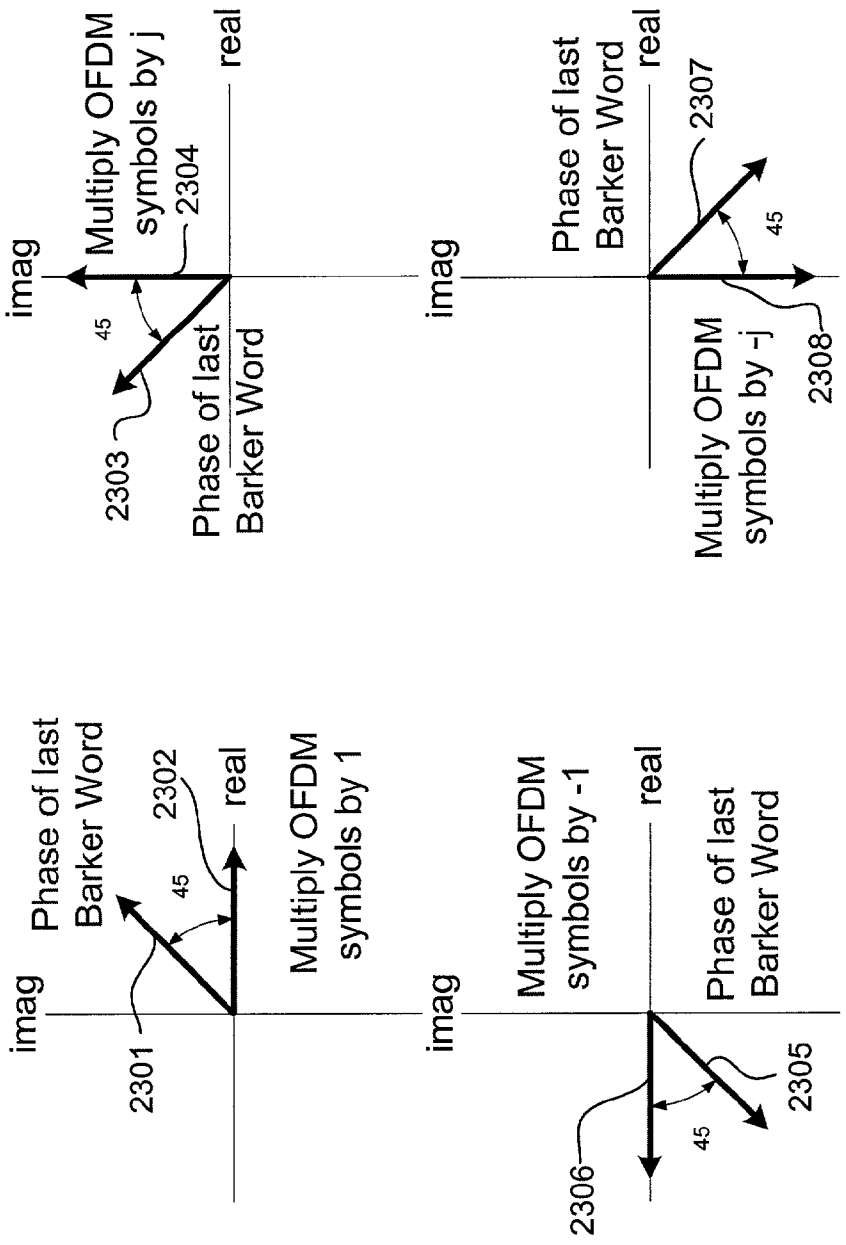 imag
Phase of last
Barker Word
2301
45
2302
real
Multiply OFDM
symbols by 1
imag
Multiply OFDM
symbols by j
2304
45
2303
real
Phase of last
Barker Word
imag
Multiply OFDM
symbols by -1
real
2306
45
2305
Phase of last
Barker Word
imag
Phase of last
Barker Word
real
2307
45
2308
Multiply OFDM
symbols by -j